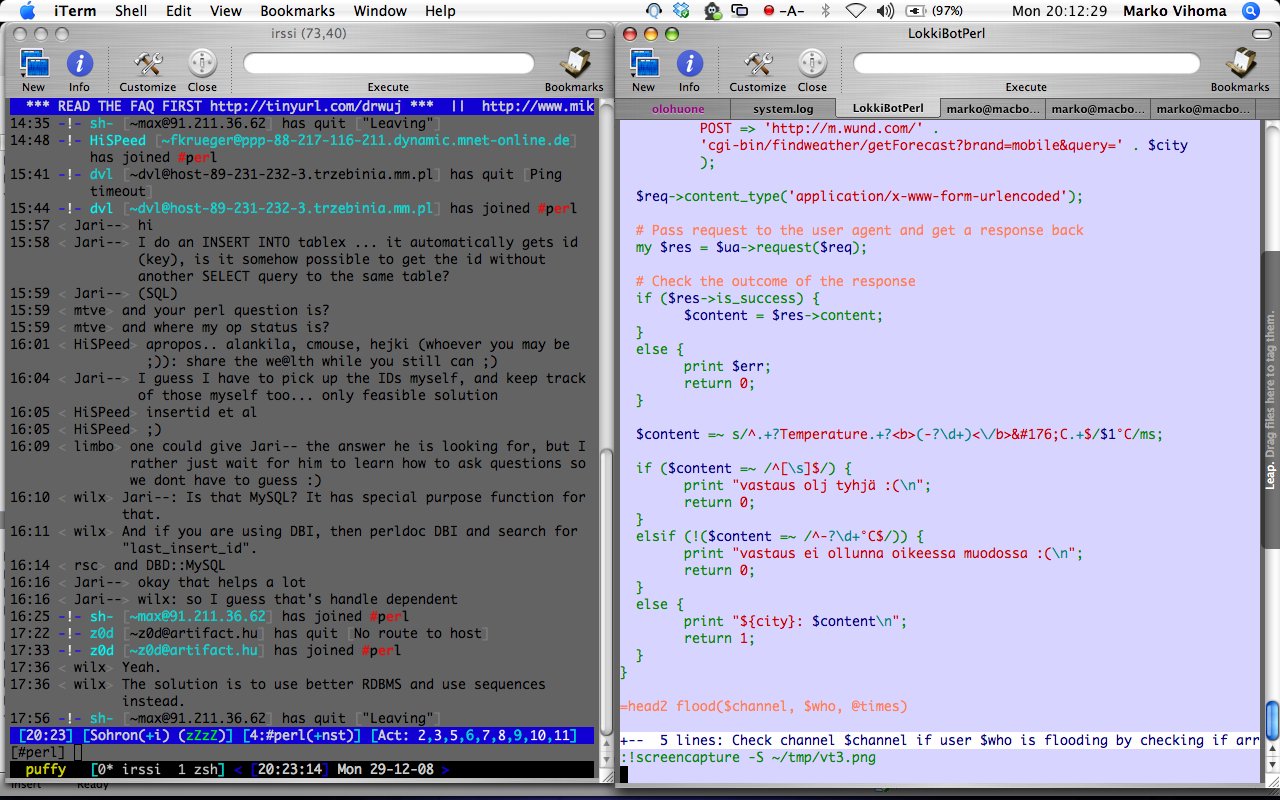 iTerm Shell Edit View Bookmarks Window Help -A- (97%) Mon 20:12:29 Marko Vihoma
irssi (73,40)
New Info Customize Close Execute Bookmarks
*** READ THE FAQ FIRST http://tinyurl.com/drwuj *** || http://www.mik
14:35 -!- sh- [~max@91.211.36.62] has quit ["Leaving"]
14:48 -!- HiSPeed [~fkrueger@ppp-88-217-116-211.dynamic.mnet-online.de]
has joined #perl
15:41 -!- dvl [~dvl@host-89-231-232-3.trzebinia.mm.pl] has quit [Ping
timeout]
15:44 -!- dvl [~dvl@host-89-231-232-3.trzebinia.mm.pl] has joined #perl
15:57 < Jari--> hi
15:58 < Jari--> I do an INSERT INTO tablex ... it automatically gets id
(key), is it somehow possible to get the id without
another SELECT query to the same table?
15:59 < Jari--> (SQL)
15:59 < mtve> and your perl question is?
15:59 < mtve> and where my op status is?
16:01 < HiSPeed> apropos.. alankila, cmouse, hejki (whoever you may be
;)): share the we@lth while you still can ;)
16:04 < Jari--> I guess I have to pick up the IDs myself, and keep track
of those myself too... only feasible solution
16:05 < HiSPeed> insertid et al
16:05 < HiSPeed> ;)
16:09 < limbo> one could give Jari-- the answer he is looking for, but I
rather just wait for him to learn how to ask questions so
we dont have to guess :)
16:10 < wilx> Jari--: Is that MySQL? It has special purpose function for
that.
16:11 < wilx> And if you are using DBI, then perldoc DBI and search for
"last_insert_id".
16:14 < rsc> and DBD::MySQL
16:16 < Jari--> okay that helps a lot
16:16 < Jari--> wilx: so I guess that's handle dependent
16:25 -!- sh- [~max@91.211.36.62] has joined #perl
17:22 -!- z0d [~z0d@artifact.hu] has quit [No route to host]
17:33 -!- z0d [~z0d@artifact.hu] has joined #perl
17:36 < wilx> Yeah.
17:36 < wilx> The solution is to use better RDBMS and use sequences
instead.
17:56 -!- sh- [~max@91.211.36.62] has quit ["Leaving"]
[20:23] [Sohron(+i) (zZzZ)] [4:#perl(+nst)] [Act: 2,3,5,6,7,8,9,10,11]
[#perl] []
puffy [0* irssi 1 zsh] < [20:23:14] Mon 29-12-08 >
Insert Ready
LokkiBotPerl
New Info Customize Close Execute Bookmarks
olohuone system.log LokkiBotPerl marko@macbo... marko@macbo... marko@macbo...
POST => 'http://m.wund.com/' .
'cgi-bin/findweather/getForecast?brand=mobile&query=' . $city
);
$req->content_type('application/x-www-form-urlencoded');
# Pass request to the user agent and get a response back
my $res = $ua->request($req);
# Check the outcome of the response
if ($res->is_success) {
$content = $res->content;
}
else {
print $err;
return 0;
}
$content =~ s/^.+?Temperature.+?<b>(-?\d+)<\/b>&#176;C.+$/$1°C/ms;
if ($content =~ /^[\s]$/) {
print "vastaus olj tyhjä :(\n";
return 0;
}
elsif (!($content =~ /^-?\d+°C$/)) {
print "vastaus ei ollunna oikeessa muodossa :(\n";
return 0;
}
else {
print "${city}: $content\n";
return 1;
}
}
=head2 flood($channel, $who, @times)
+-- 5 lines: Check channel $channel if user $who is flooding by checking if arr
:!screencapture -S ~/tmp/vt3.png
Leap. Drag files here to tag them.